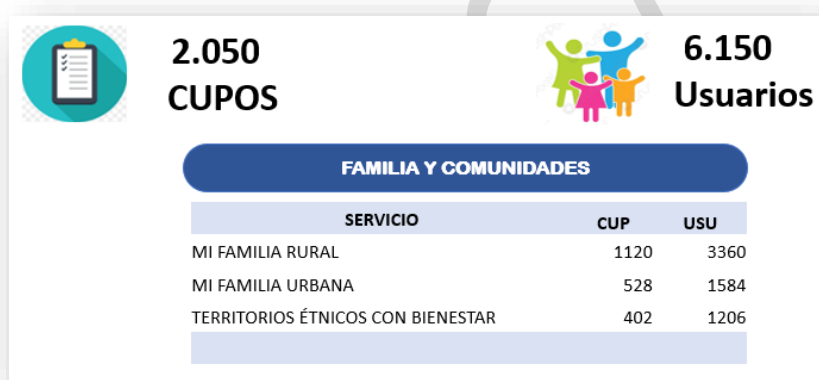 2.050
CUPOS
6.150
Usuarios
FAMILIA Y COMUNIDADES
SERVICIO CUP USU
MI FAMILIA RURAL 1120 3360
MI FAMILIA URBANA 528 1584
TERRITORIOS ÉTNICOS CON BIENESTAR 402 1206